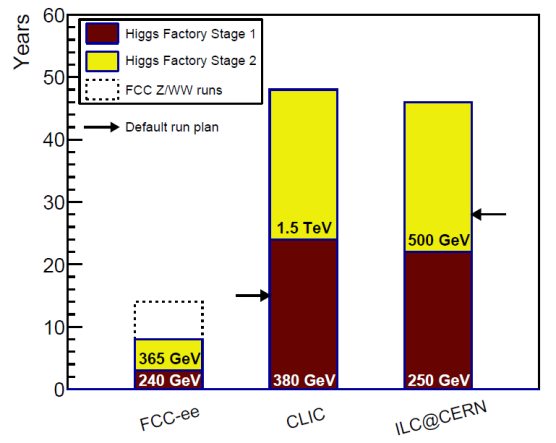 Years
60
50
40
30
20
10
0
Higgs Factory Stage 1
Higgs Factory Stage 2
FCC Z/WW runs
Default run plan
1.5 TeV
500 GeV
365 GeV
240 GeV
380 GeV
250 GeV
FCC-ee
CLIC
ILC@CERN